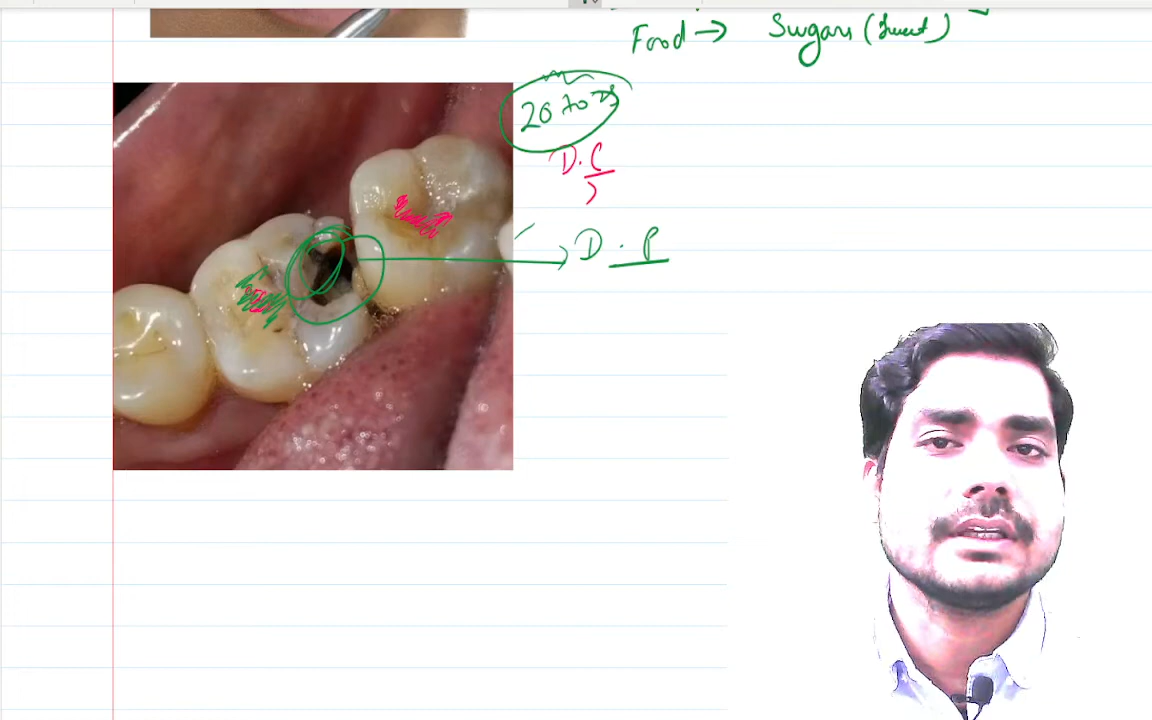 Food → Sugars (Sweet)
20 to 25
D.C
D.P